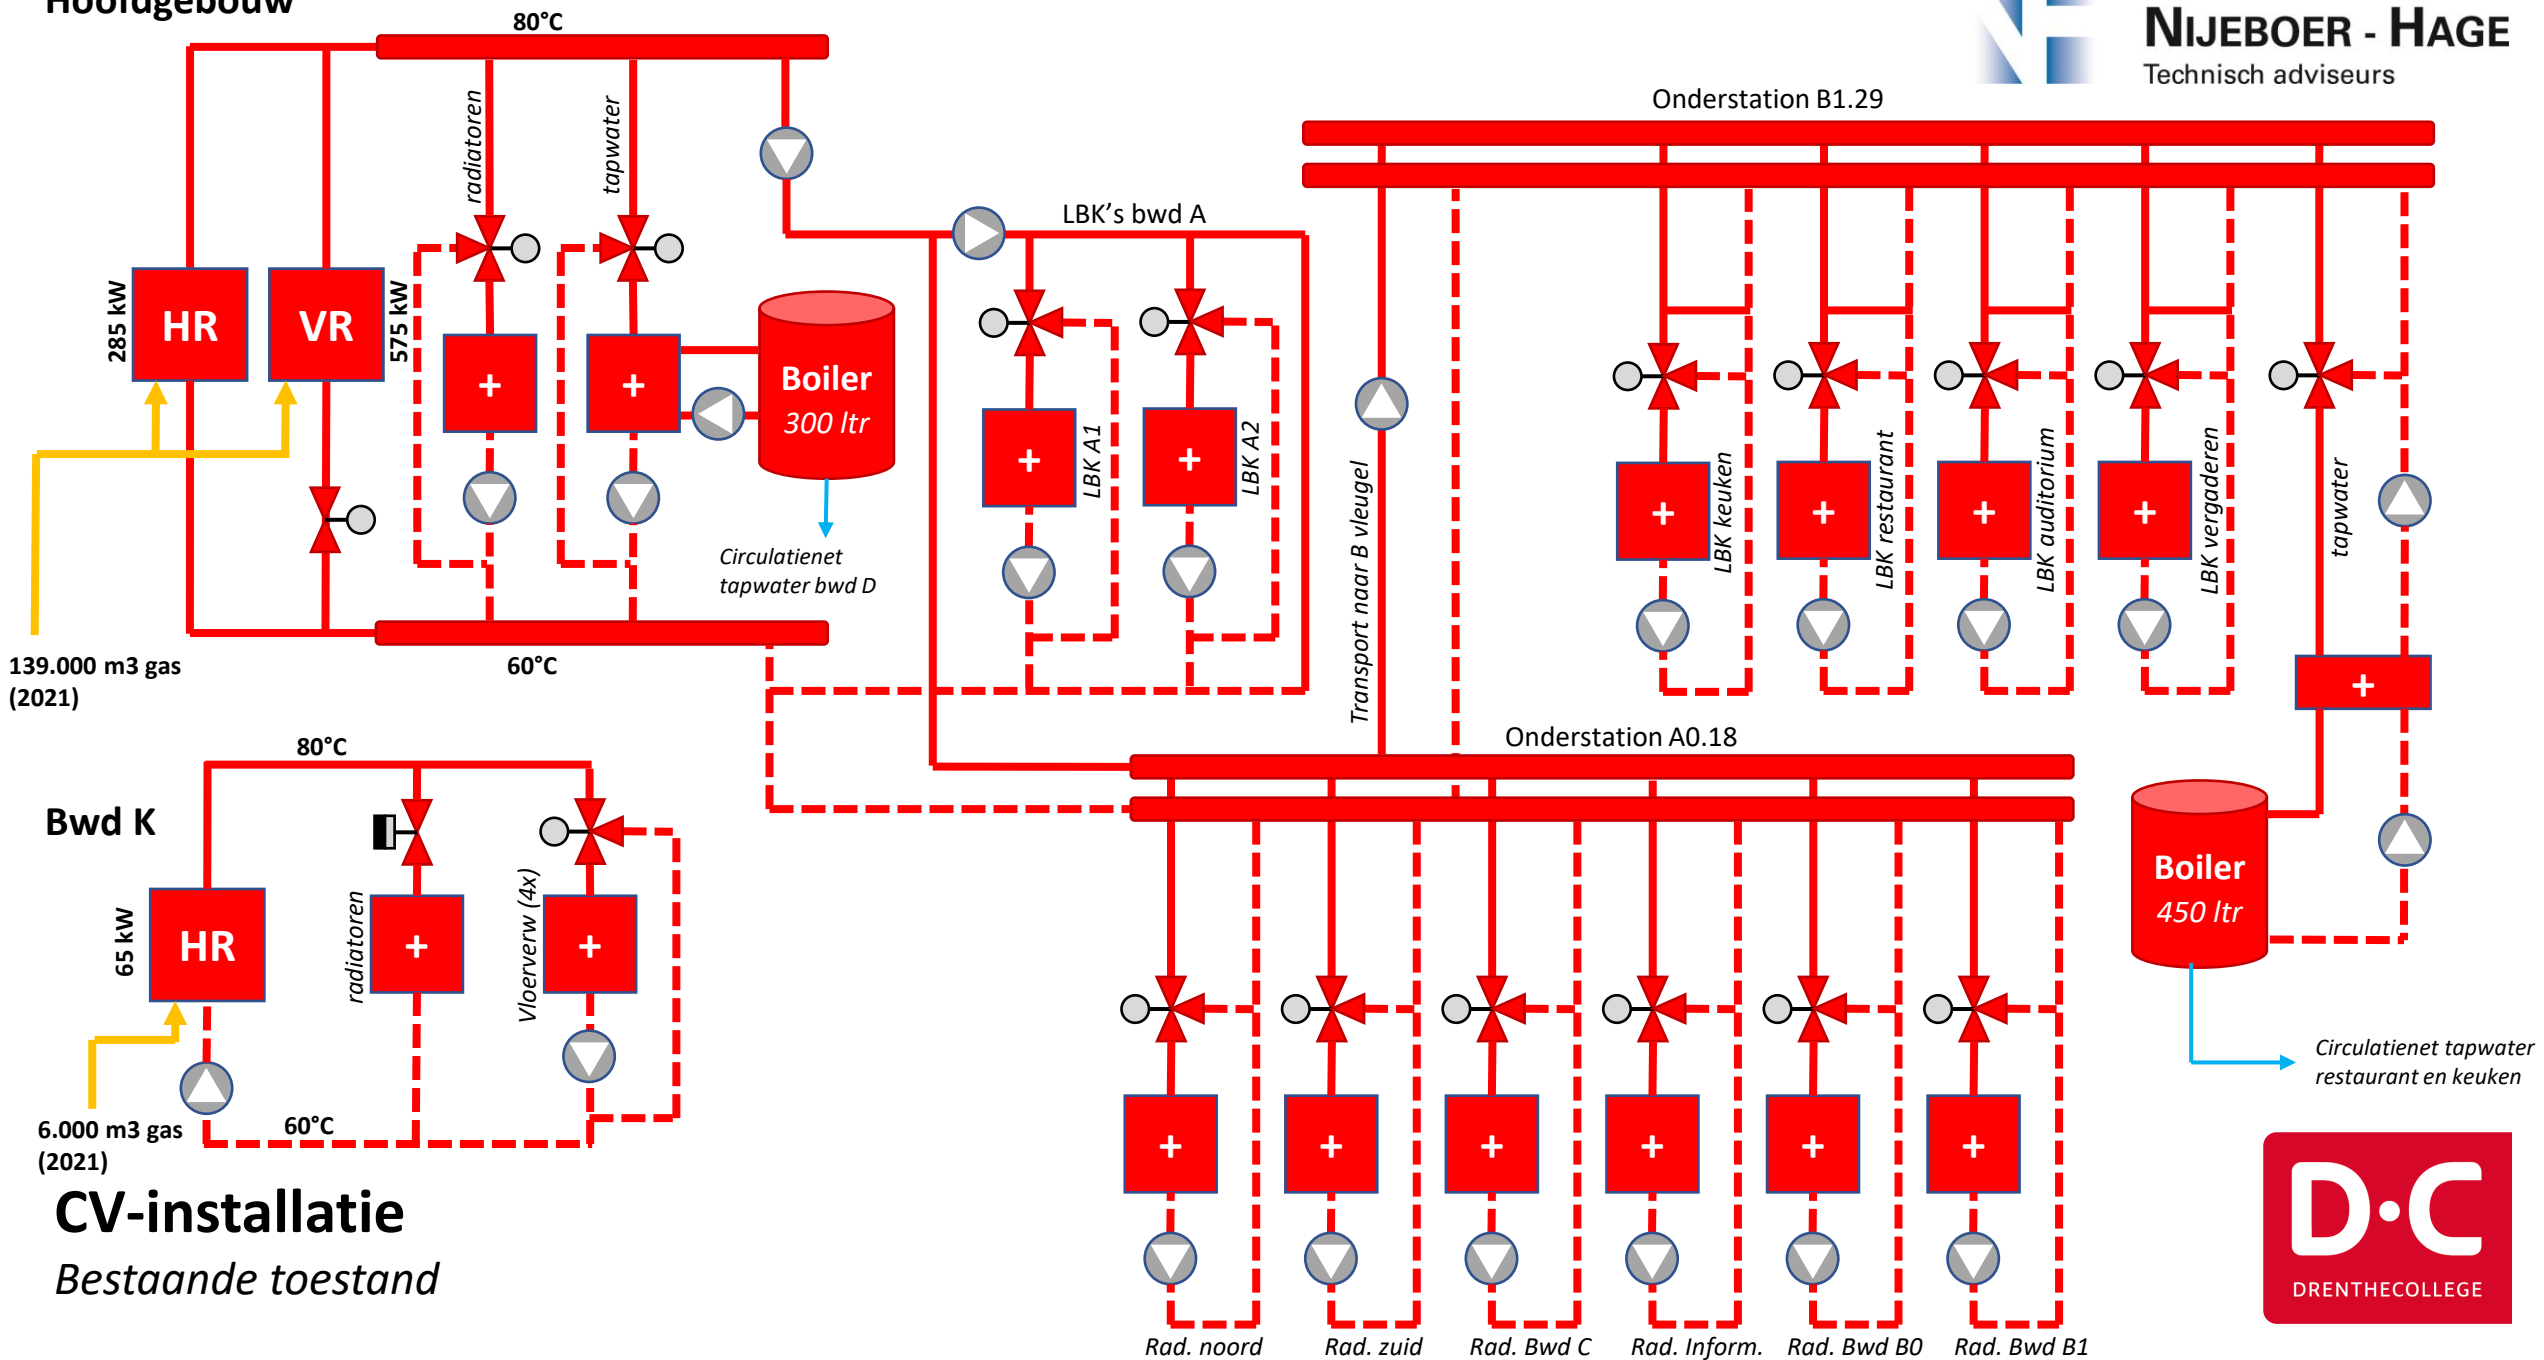 Hoofdgebouw
80°C
NIJEBOER - HAGE
Technisch adviseurs
Onderstation B1.29
radiatoren
tapwater
LBK's bwd A
285 kW
HR
VR
575 kW
+
+
Boiler
300 ltr
Circulatienet
tapwater bwd D
+
LBK A1
+
LBK A2
Transport naar B vleugel
+
LBK keuken
+
LBK restaurant
+
LBK auditorium
+
LBK vergaderen
tapwater
+
139.000 m3 gas
(2021)
60°C
Onderstation A0.18
80°C
Bwd K
65 kW
HR
radiatoren
+
Vloerverw (4x)
+
Boiler
450 ltr
Circulatienet tapwater
restaurant en keuken
6.000 m3 gas
(2021)
60°C
+
+
+
+
+
+
CV-installatie
Bestaande toestand
Rad. noord
Rad. zuid
Rad. Bwd C
Rad. Inform.
Rad. Bwd B0
Rad. Bwd B1
D·C
DRENTHECOLLEGE